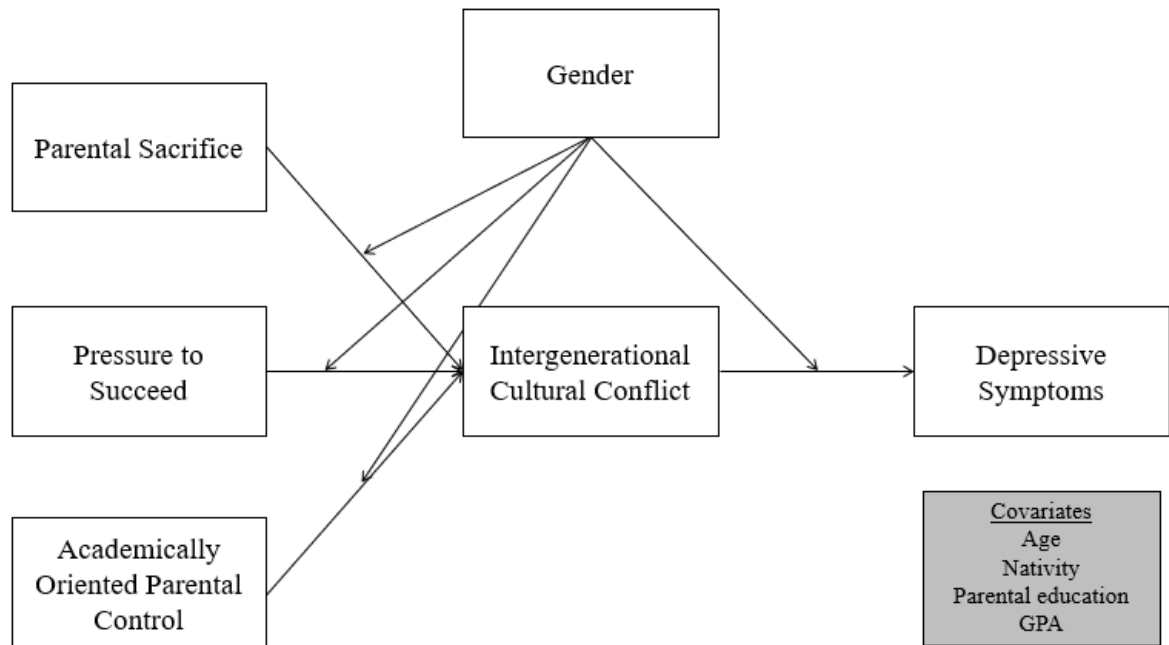 Gender
Parental Sacrifice
Pressure to
Succeed
Intergenerational
Cultural Conflict
Depressive
Symptoms
Academically
Oriented Parental
Control
Covariates
Age
Nativity
Parental education
GPA